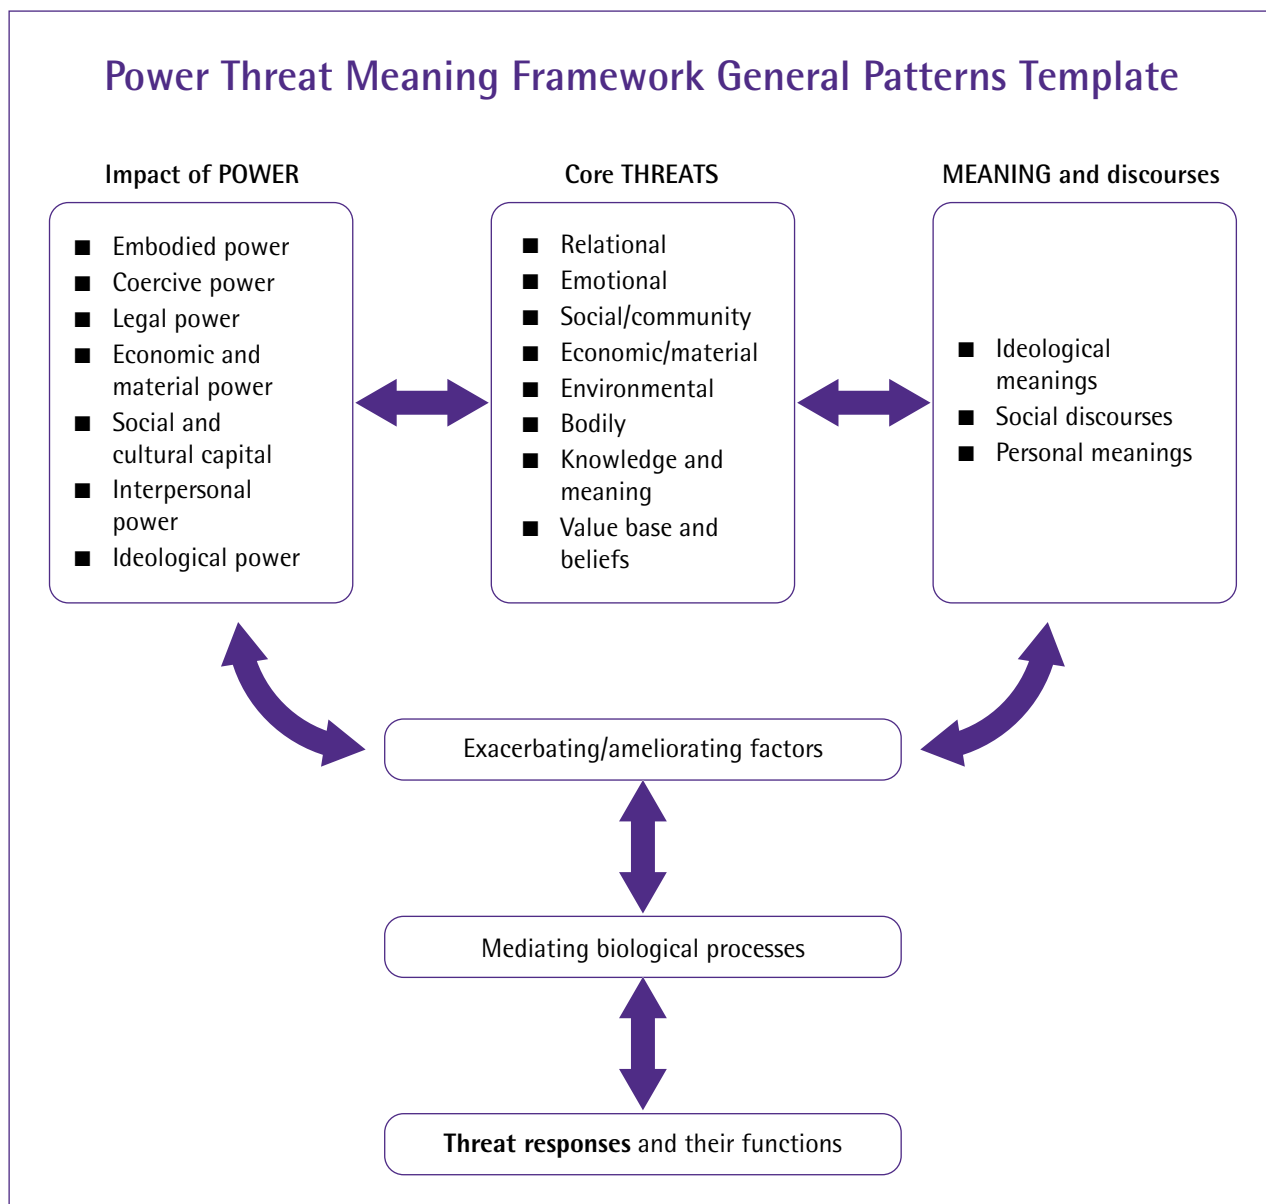 Power Threat Meaning Framework General Patterns Template
Impact of POWER
■ Embodied power
■ Coercive power
■ Legal power
■ Economic and
material power
■ Social and
cultural capital
■ Interpersonal
power
■ Ideological power
Core THREATS
■ Relational
■ Emotional
■ Social/community
■ Economic/material
■ Environmental
■ Bodily
■ Knowledge and
meaning
■ Value base and
beliefs
MEANING and discourses
■ Ideological
meanings
■ Social discourses
■ Personal meanings
Exacerbating/ameliorating factors
Mediating biological processes
Threat responses and their functions